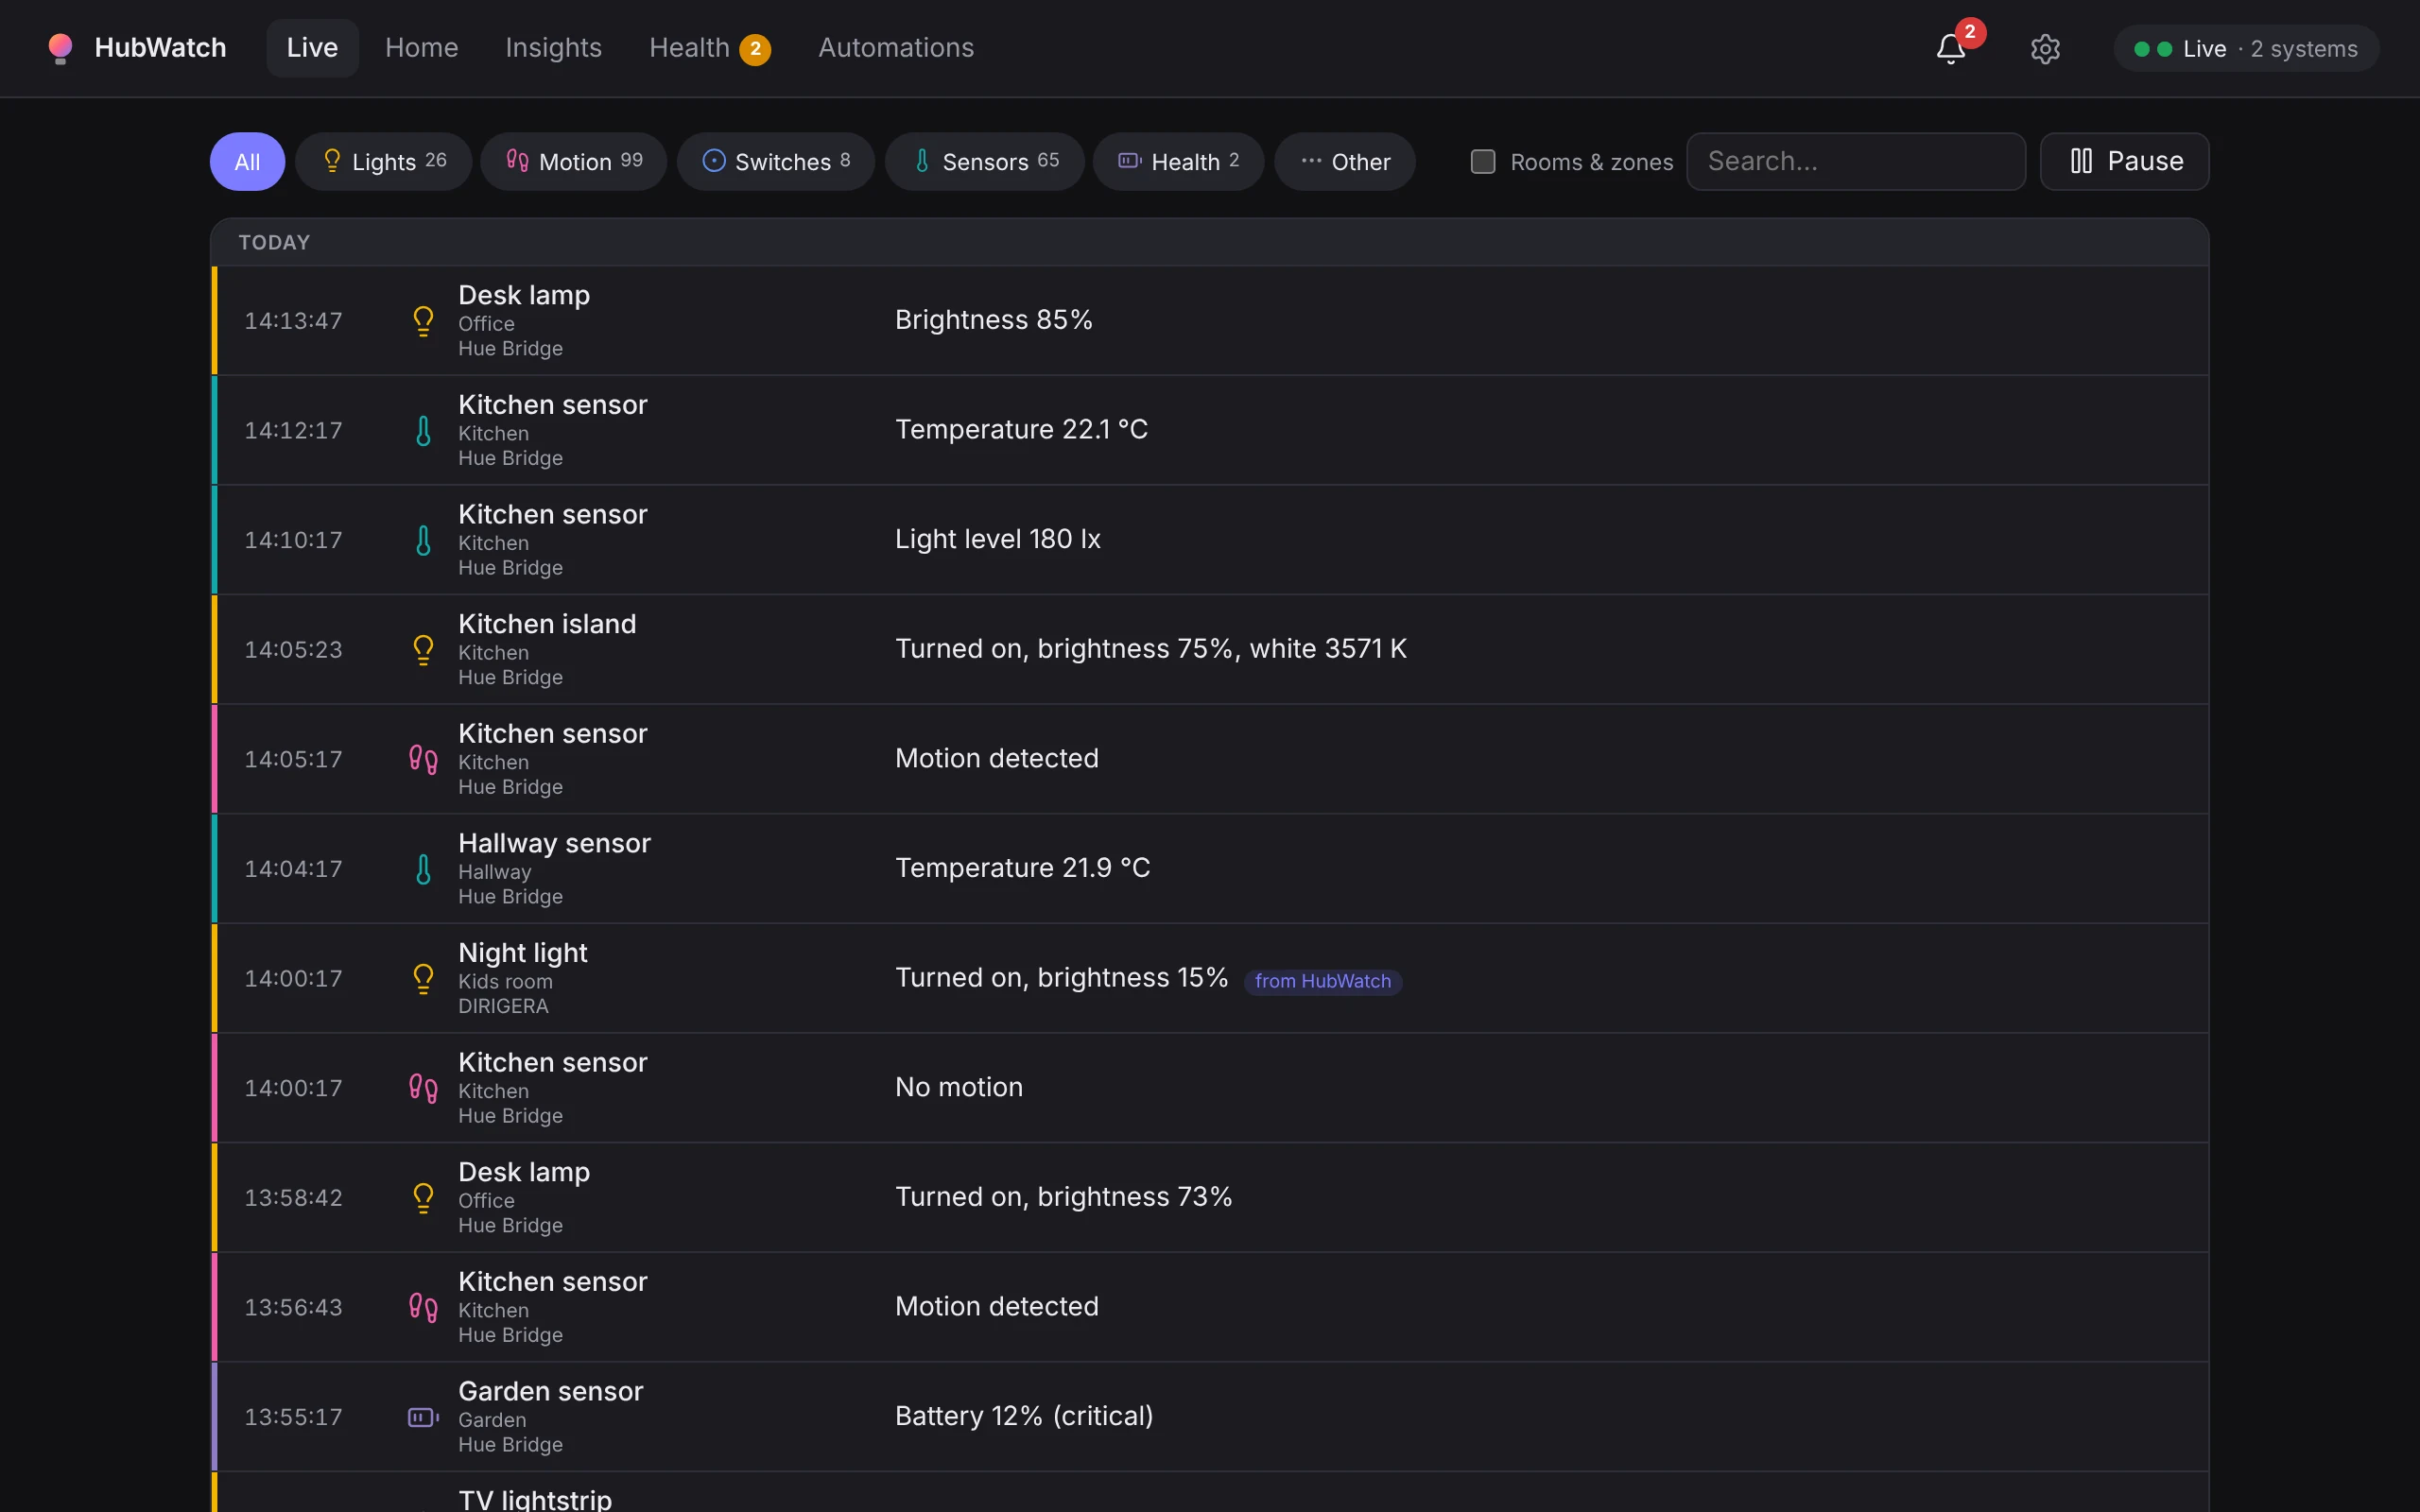 HubWatch Live Home Insights Health 2 Automations 2 Live · 2 systems
All Lights 26 Motion 99 Switches 8 Sensors 65 Health 2 Other Rooms & zones Search... Pause
TODAY
Desk lamp
14:13:47 Office Brightness 85%
Hue Bridge
Kitchen sensor
14:12:17 Kitchen Temperature 22.1 °C
Hue Bridge
Kitchen sensor
14:10:17 Kitchen Light level 180 lx
Hue Bridge
Kitchen island
14:05:23 Kitchen Turned on, brightness 75%, white 3571 K
Hue Bridge
Kitchen sensor
14:05:17 Kitchen Motion detected
Hue Bridge
Hallway sensor
14:04:17 Hallway Temperature 21.9 °C
Hue Bridge
Night light
14:00:17 Kids room Turned on, brightness 15% from HubWatch
DIRIGERA
Kitchen sensor
14:00:17 Kitchen No motion
Hue Bridge
Desk lamp
13:58:42 Office Turned on, brightness 73%
Hue Bridge
Kitchen sensor
13:56:43 Kitchen Motion detected
Hue Bridge
Garden sensor
13:55:17 Garden Battery 12% (critical)
Hue Bridge
TV lightstrip